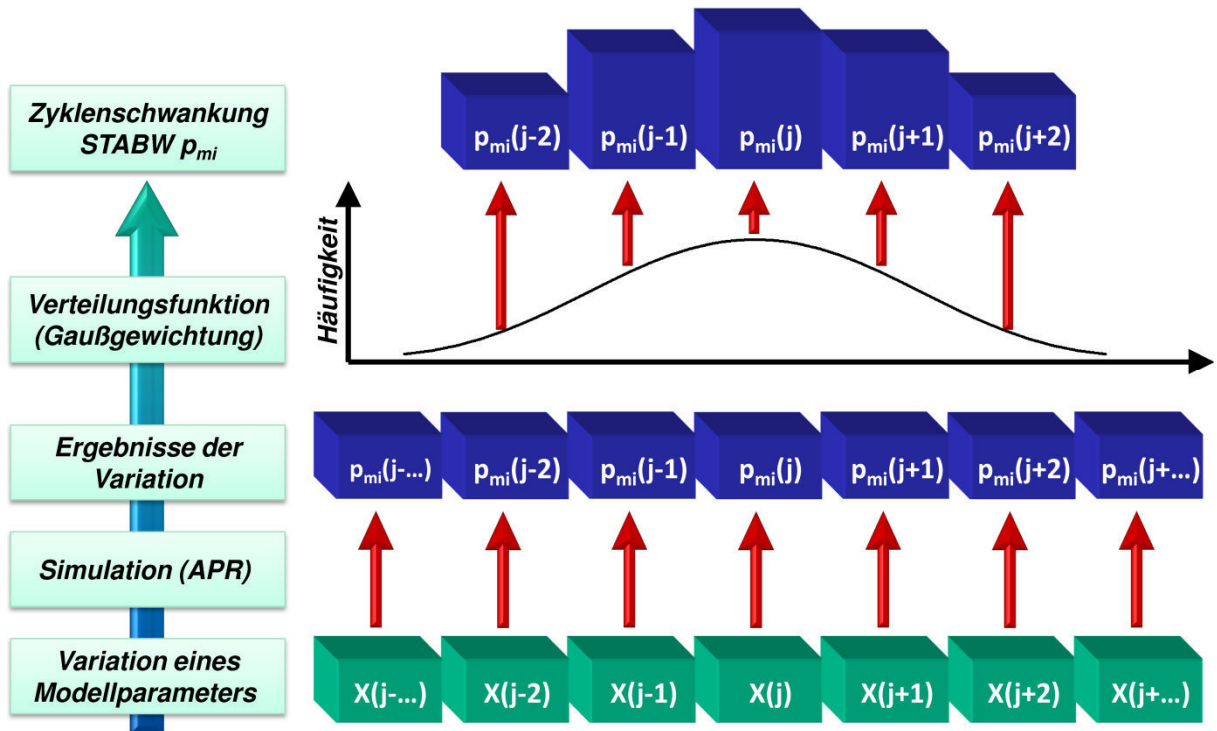 Zyklenschwankung
STABW pmi
pmi(j-2) pmi(j-1) pmi(j) pmi(j+1) pmi(j+2)
Häufigkeit
Verteilungsfunktion
(Gaußgewichtung)
Ergebnisse der
Variation
pmi(j-...) pmi(j-2) pmi(j-1) pmi(j) pmi(j+1) pmi(j+2) pmi(j+...)
Simulation (APR)
Variation eines
Modellparameters
X(j-...) X(j-2) X(j-1) X(j) X(j+1) X(j+2) X(j+...)